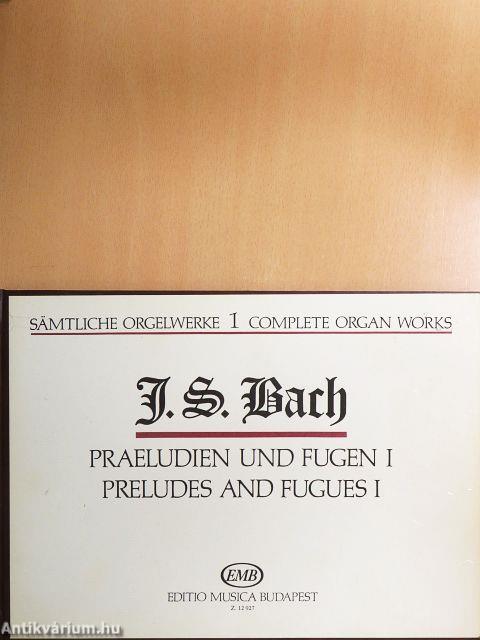 SÄMTLICHE ORGELWERKE 1 COMPLETE ORGAN WORKS
J. S. Bach
PRAELUDIEN UND FUGEN I
PRELUDES AND FUGUES I
EMB
EDITIO MUSICA BUDAPEST
Z. 12 927
Antikvárium.hu